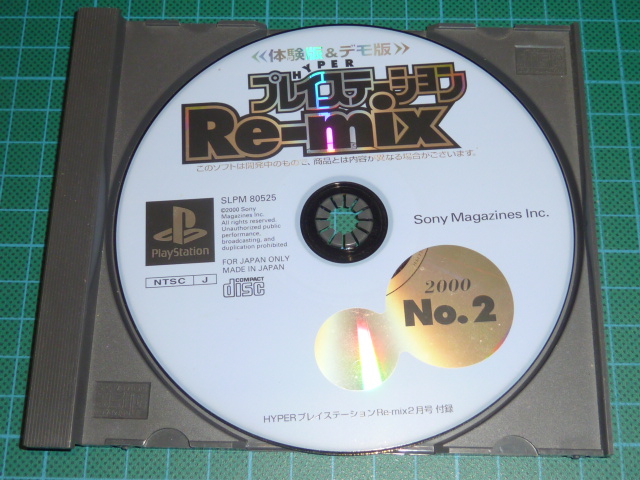 ≪体験版&デモ版≫
HYPER
プレイステーション
Re-mix
このソフトは開発中のもので、商品とは内容が異なる場合がございます。
SLPM 80525
©2000 Sony
Magazines Inc.
All rights reserved.
Unauthorized public
performance,
broadcasting, and
duplication prohibited
FOR JAPAN ONLY
MADE IN JAPAN
PlayStation
NTSC J
COMPACT
disc
Sony Magazines Inc.
2000
No.2
HYPERプレイステーションRe-mix2月号 付録